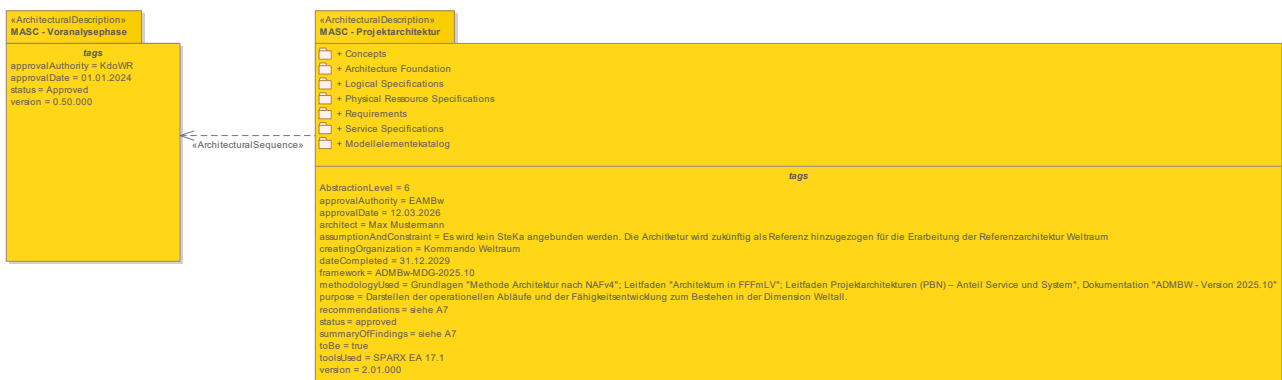 «ArchitecturalDescription»
MASC - Voranalysephase
tags
approvalAuthority = KdoWR
approvalDate = 01.01.2024
status = Approved
version = 0.50.000
«ArchitecturalSequence»
«ArchitecturalDescription»
MASC - Projektarchitektur
+ Concepts
+ Architecture Foundation
+ Logical Specifications
+ Physical Ressource Specifications
+ Requirements
+ Service Specifications
+ Modellelementekatalog
tags
AbstractionLevel = 6
approvalAuthority = EAMBw
approvalDate = 12.03.2026
architect = Max Mustermann
assumptionAndConstraint = Es wird kein SteKa angebunden werden. Die Architketur wird zukünftig als Referenz hinzugezogen für die Erarbeitung der Referenzarchitektur Weltraum
creatingOrganization = Kommando Weltraum
dateCompleted = 31.12.2029
framework = ADMBw-MDG-2025.10
methodologyUsed = Grundlagen "Methode Architektur nach NAFv4"; Leitfaden "Architekturn in FFFmLV"; Leitfaden Projektarchitekturen (PBN) – Anteil Service und System", Dokumentation "ADMBW - Version 2025.10"
purpose = Darstellen der operationellen Abläufe und der Fähigkeitsentwicklung zum Bestehen in der Dimension Weltall.
recommendations = siehe A7
status = approved
summaryOfFindings = siehe A7
toBe = true
toolsUsed = SPARX EA 17.1
version = 2.01.000